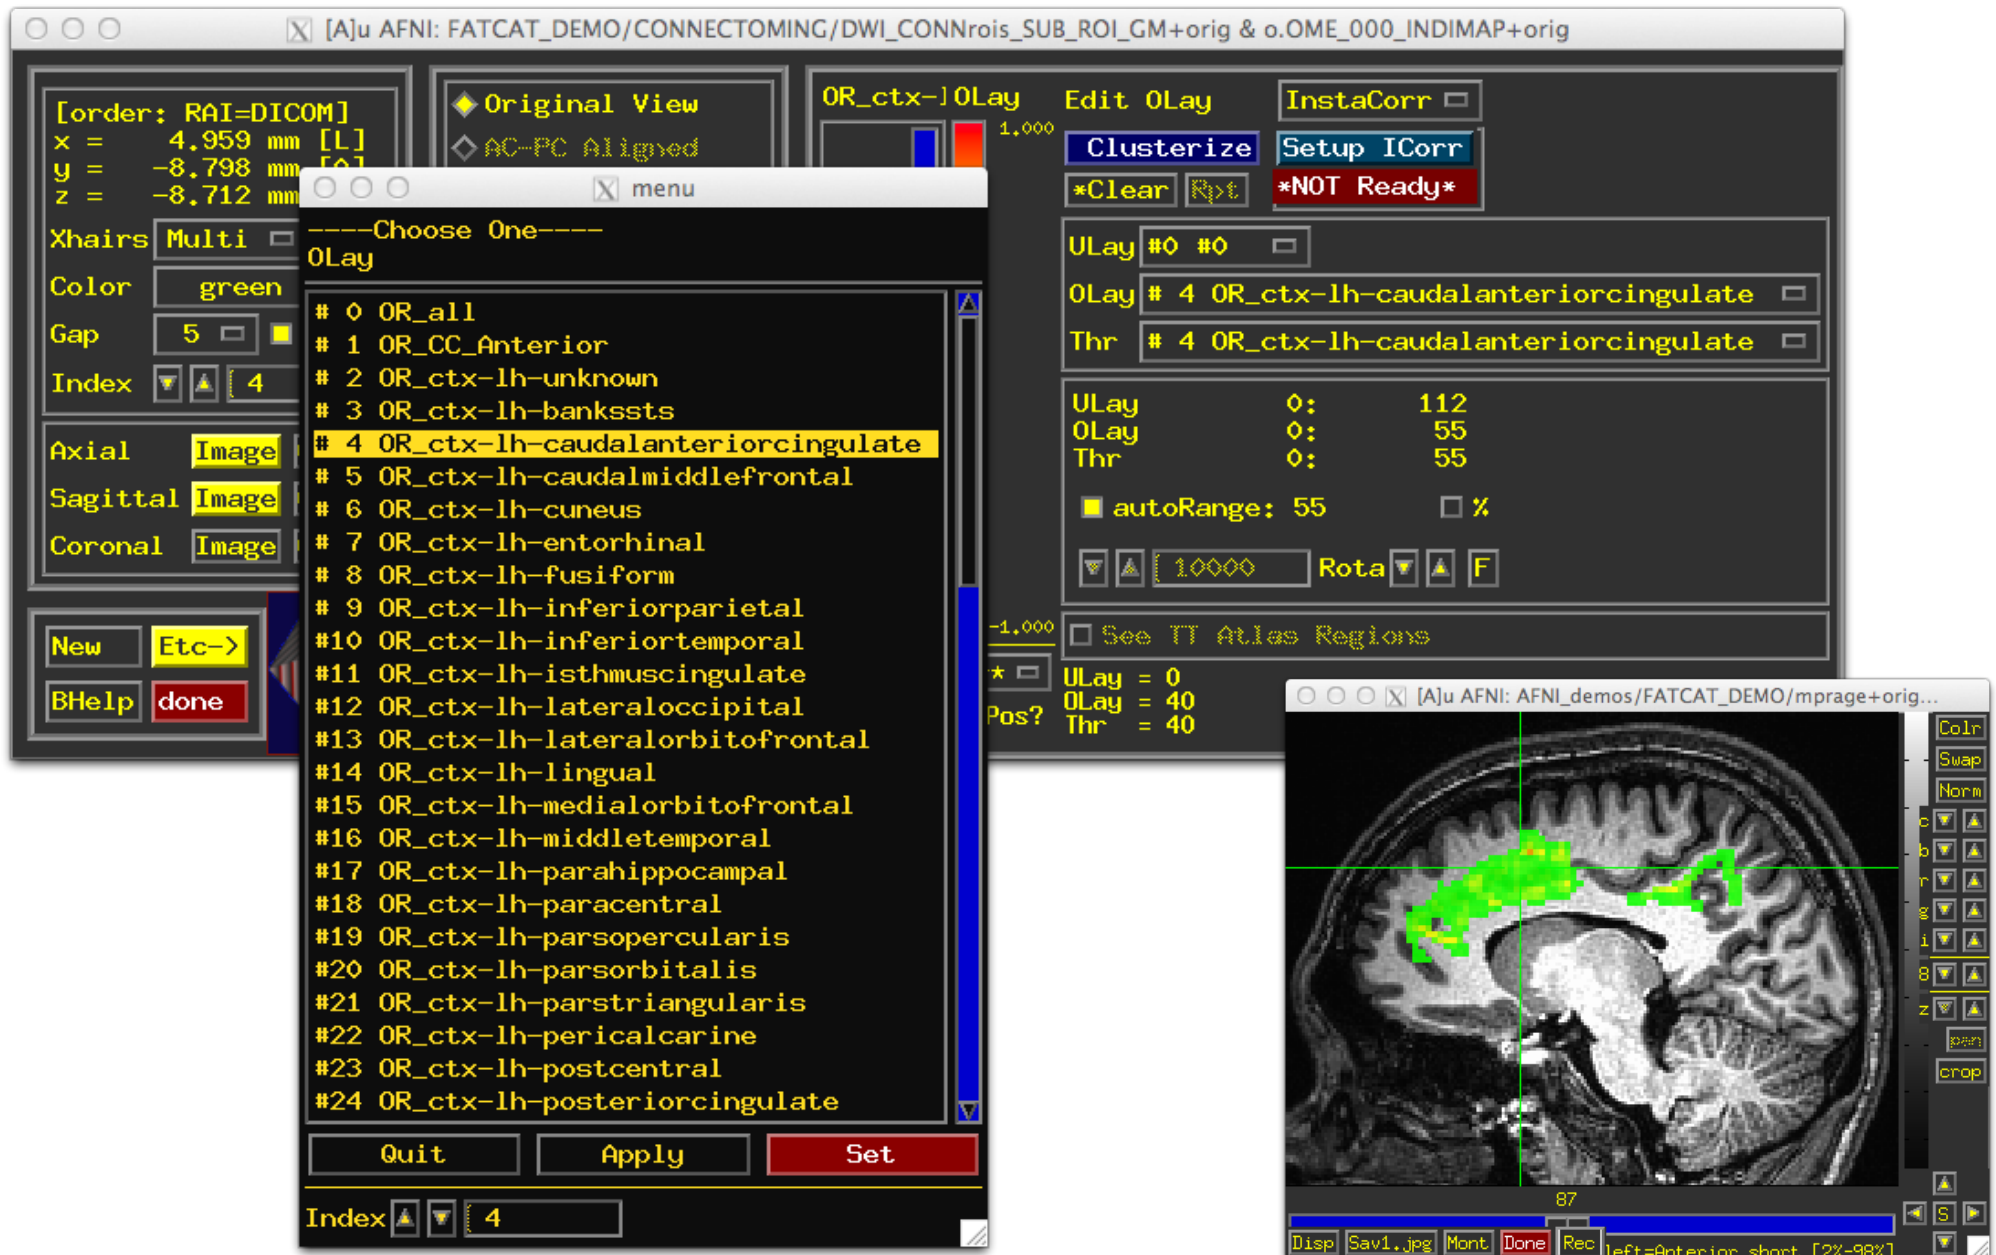 [A]u AFNI: FATCAT_DEMO/CONNECTOMING/DWI_CONNrois_SUB_ROI_GM+orig & o.OME_000_INDIMAP+orig
[order: RAI=DICOM]
x = 4.959 mm [L]
y = -8.798 mm [A]
z = -8.712 mm
Xhairs Multi
Color green
Gap 5
Index 4
Axial Image
Sagittal Image
Coronal Image
New Etc->
BHelp done
Original View
AC-PC Aligned
menu
----Choose One----
OLay
# 0 OR_all
# 1 OR_CC_Anterior
# 2 OR_ctx-lh-unknown
# 3 OR_ctx-lh-bankssts
# 4 OR_ctx-lh-caudalanteriorcingulate
# 5 OR_ctx-lh-caudalmiddlefrontal
# 6 OR_ctx-lh-cuneus
# 7 OR_ctx-lh-entorhinal
# 8 OR_ctx-lh-fusiform
# 9 OR_ctx-lh-inferiorparietal
#10 OR_ctx-lh-inferiortemporal
#11 OR_ctx-lh-isthmuscingulate
#12 OR_ctx-lh-lateraloccipital
#13 OR_ctx-lh-lateralorbitofrontal
#14 OR_ctx-lh-lingual
#15 OR_ctx-lh-medialorbitofrontal
#16 OR_ctx-lh-middletemporal
#17 OR_ctx-lh-parahippocampal
#18 OR_ctx-lh-paracentral
#19 OR_ctx-lh-parsopercularis
#20 OR_ctx-lh-parsorbitalis
#21 OR_ctx-lh-parstriangularis
#22 OR_ctx-lh-pericalcarine
#23 OR_ctx-lh-postcentral
#24 OR_ctx-lh-posteriorcingulate
Quit Apply Set
Index 4
OR_ctx-l OLay
1.000
-1.000
*
Pos?
Edit OLay InstaCorr
Clusterize Setup ICorr
*Clear Rpt *NOT Ready*
ULay #0 #0
OLay # 4 OR_ctx-lh-caudalanteriorcingulate
Thr # 4 OR_ctx-lh-caudalanteriorcingulate
ULay 0: 112
OLay 0: 55
Thr 0: 55
autoRange: 55 %
10000 Rota F
See TT Atlas Regions
ULay = 0
OLay = 40
Thr = 40
[A]u AFNI: AFNI_demos/FATCAT_DEMO/mprage+orig...
Colr
Swap
Norm
c
b
r
g
i
8
z
pan
crop
87
S
Disp Sav1.jpg Mont Done Rec left=Anterior short [2%-98%]